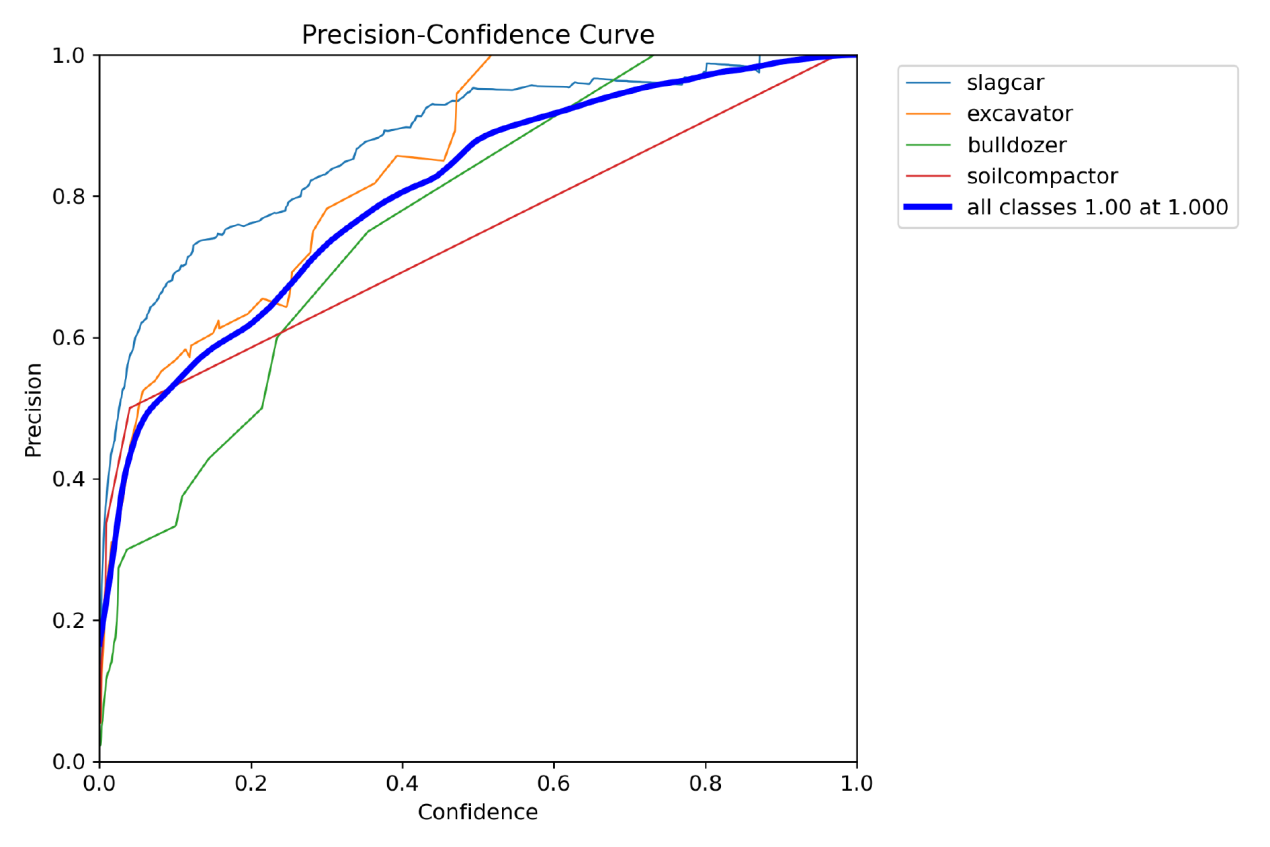 Precision-Confidence Curve
1.0
0.8
0.6
0.4
0.2
0.0
Precision
0.0 0.2 0.4 0.6 0.8 1.0
Confidence
slagcar
excavator
bulldozer
soilcompactor
all classes 1.00 at 1.000